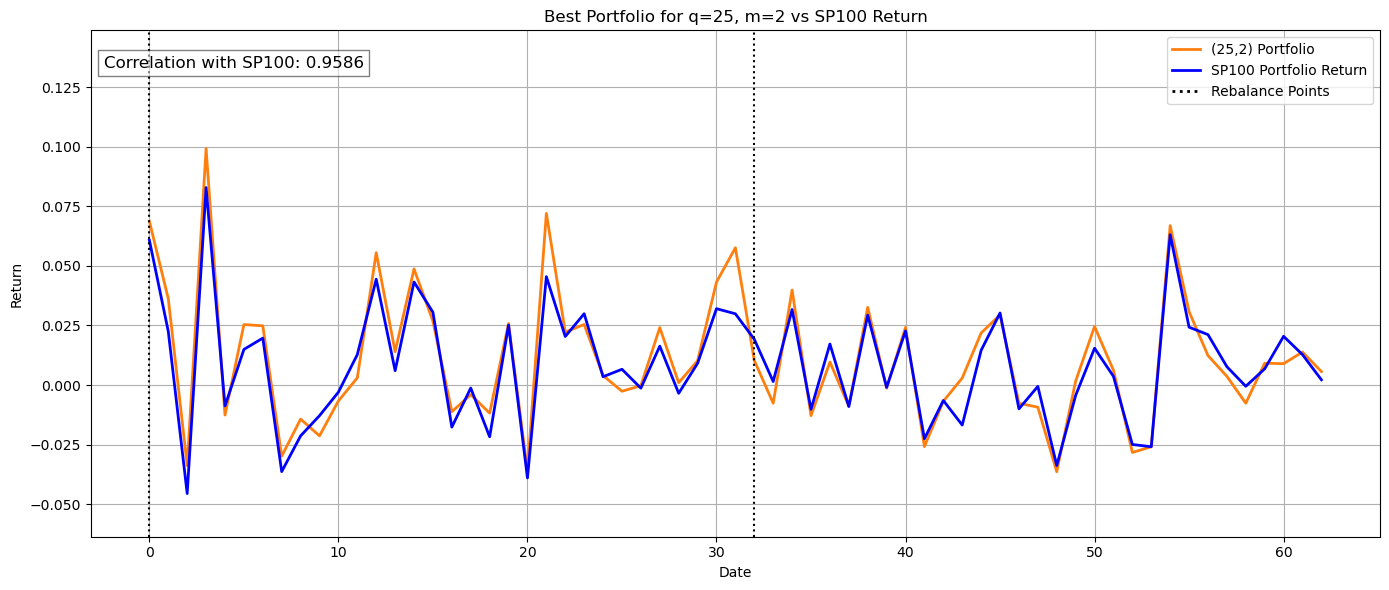 Best Portfolio for q=25, m=2 vs SP100 Return
Correlation with SP100: 0.9586
(25,2) Portfolio
SP100 Portfolio Return
Rebalance Points
Return
0.125
0.100
0.075
0.050
0.025
0.000
−0.025
−0.050
0 10 20 30 40 50 60
Date